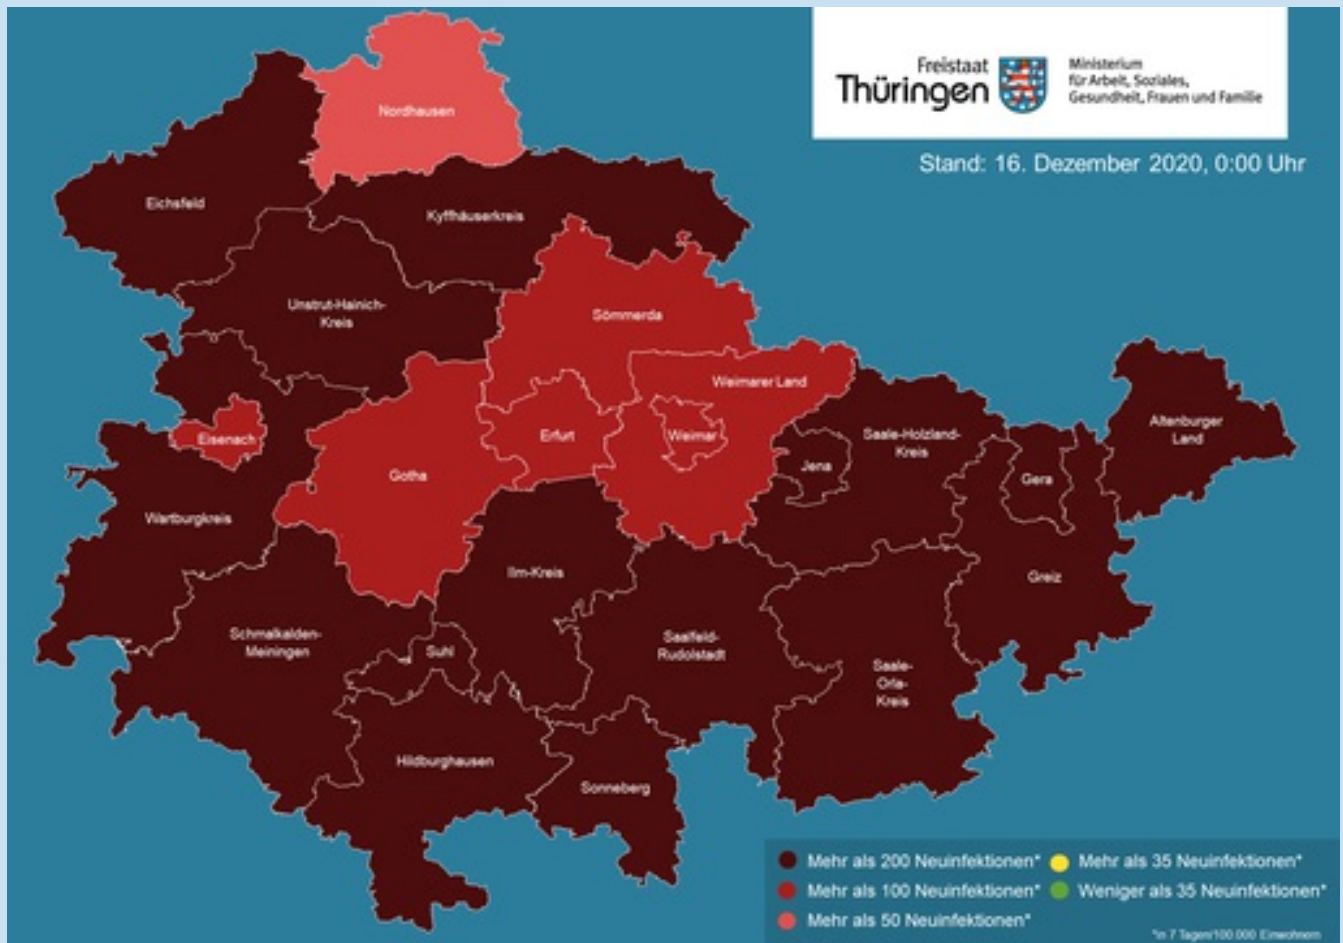 Freistaat
Thüringen
Ministerium
für Arbeit, Soziales,
Gesundheit, Frauen und Familie
Stand: 16. Dezember 2020, 0:00 Uhr
Nordhausen
Eichsfeld
Kyffhäuserkreis
Unstrut-Hainich-
Kreis
Sömmerda
Weimarer Land
Eisenach
Erfurt
Weimar
Gotha
Jena
Saale-Holzland-
Kreis
Gera
Altenburger
Land
Wartburgkreis
Ilm-Kreis
Greiz
Schmalkalden-
Meiningen
Suhl
Saalfeld-
Rudolstadt
Saale-
Orla-
Kreis
Hildburghausen
Sonneberg
Mehr als 200 Neuinfektionen*
Mehr als 100 Neuinfektionen*
Mehr als 50 Neuinfektionen*
Mehr als 35 Neuinfektionen*
Weniger als 35 Neuinfektionen*
*in 7 Tagen/100 000 Einwohnern